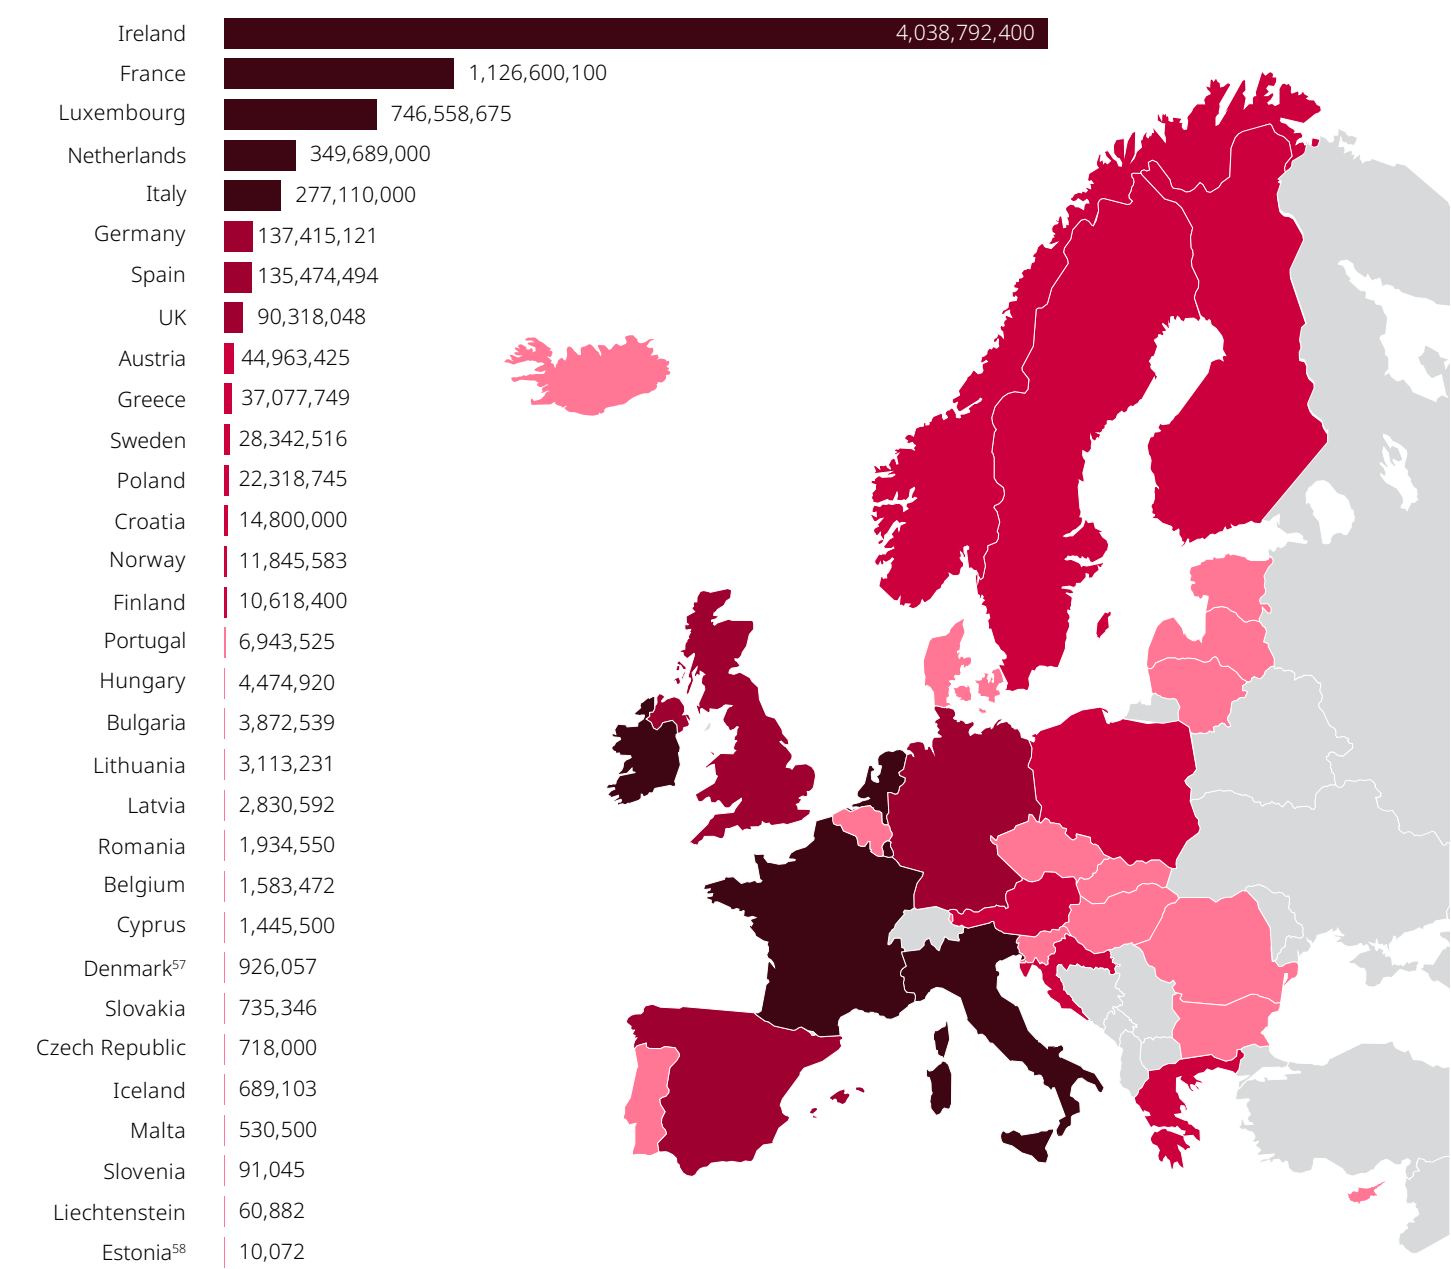 Ireland 4,038,792,400
France 1,126,600,100
Luxembourg 746,558,675
Netherlands 349,689,000
Italy 277,110,000
Germany 137,415,121
Spain 135,474,494
UK 90,318,048
Austria 44,963,425
Greece 37,077,749
Sweden 28,342,516
Poland 22,318,745
Croatia 14,800,000
Norway 11,845,583
Finland 10,618,400
Portugal 6,943,525
Hungary 4,474,920
Bulgaria 3,872,539
Lithuania 3,113,231
Latvia 2,830,592
Romania 1,934,550
Belgium 1,583,472
Cyprus 1,445,500
Denmark57 926,057
Slovakia 735,346
Czech Republic 718,000
Iceland 689,103
Malta 530,500
Slovenia 91,045
Liechtenstein 60,882
Estonia58 10,072